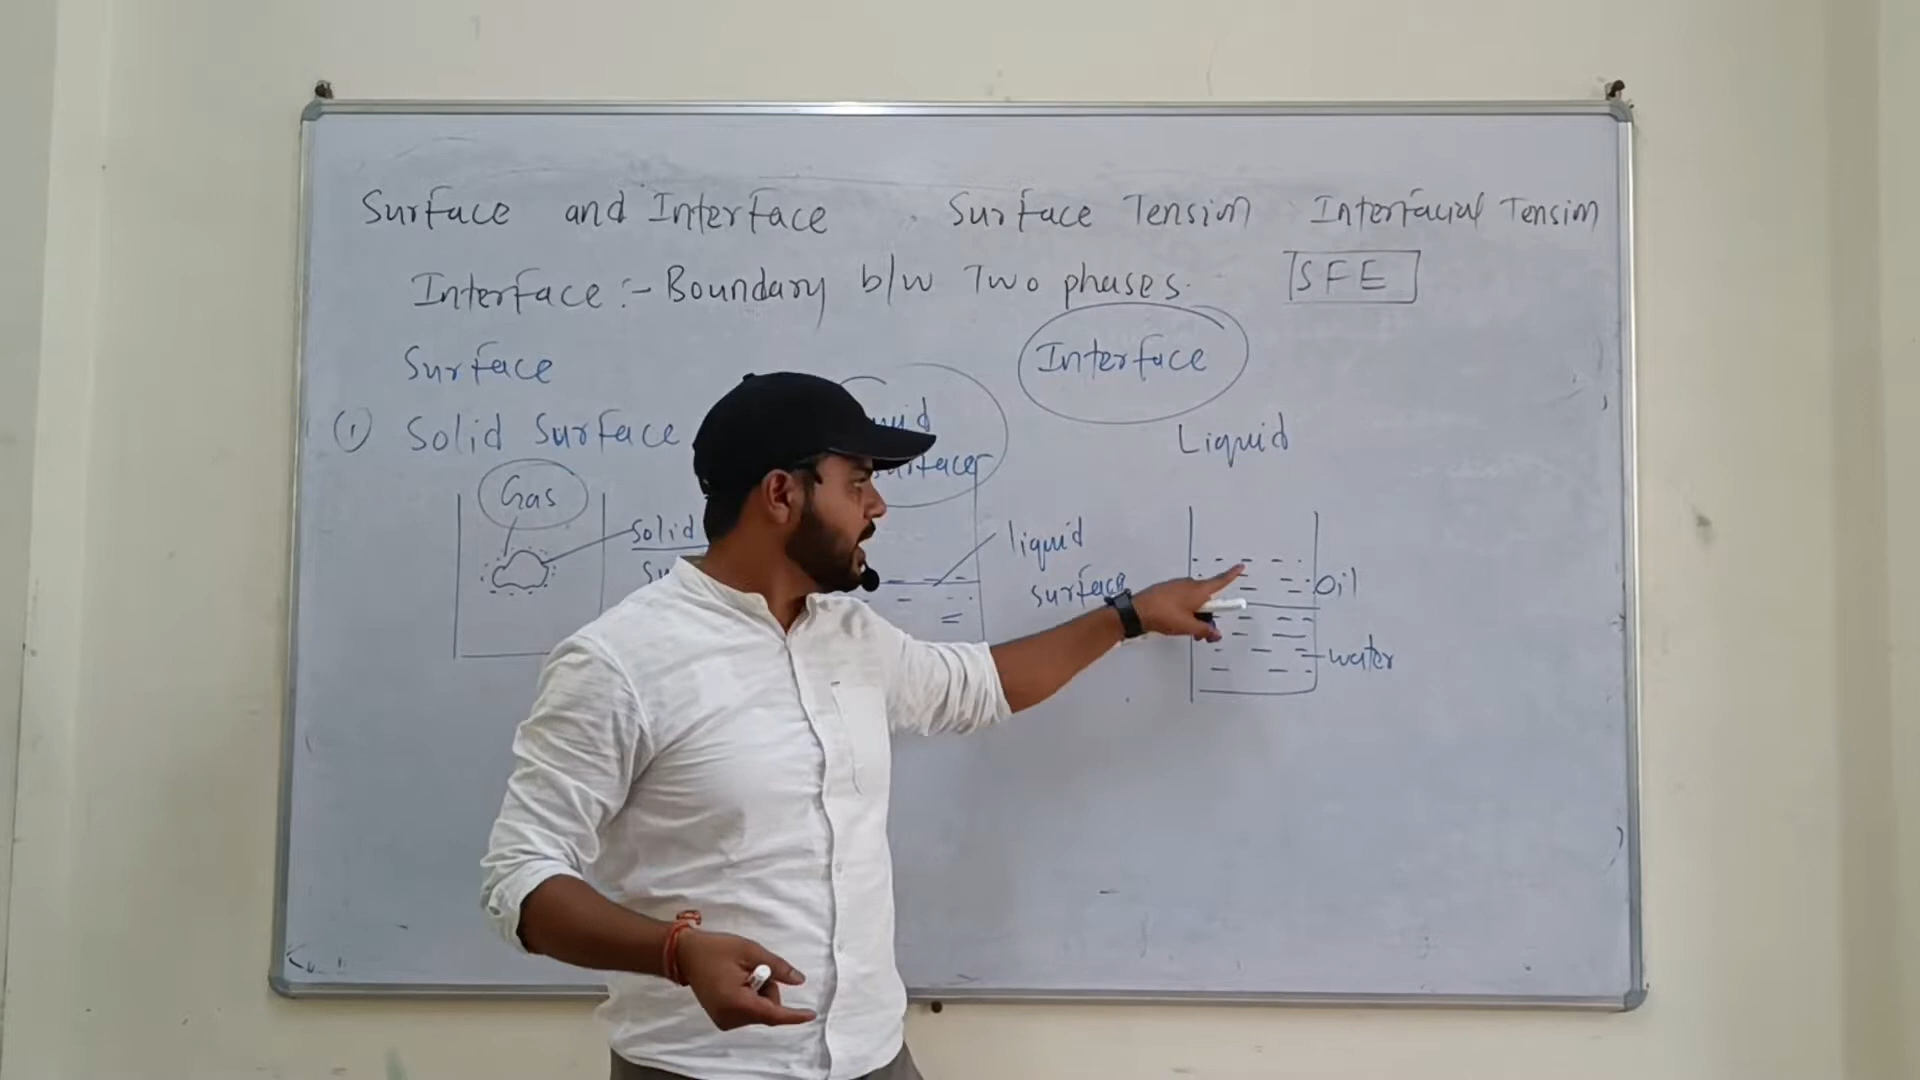 Surface and Interface Surface Tension Interfacial Tension
Interface :- Boundary b/w Two phases. SFE
Surface
Interface
① Solid Surface
Liquid
Gas
Solid
liquid
surface
Oil
water